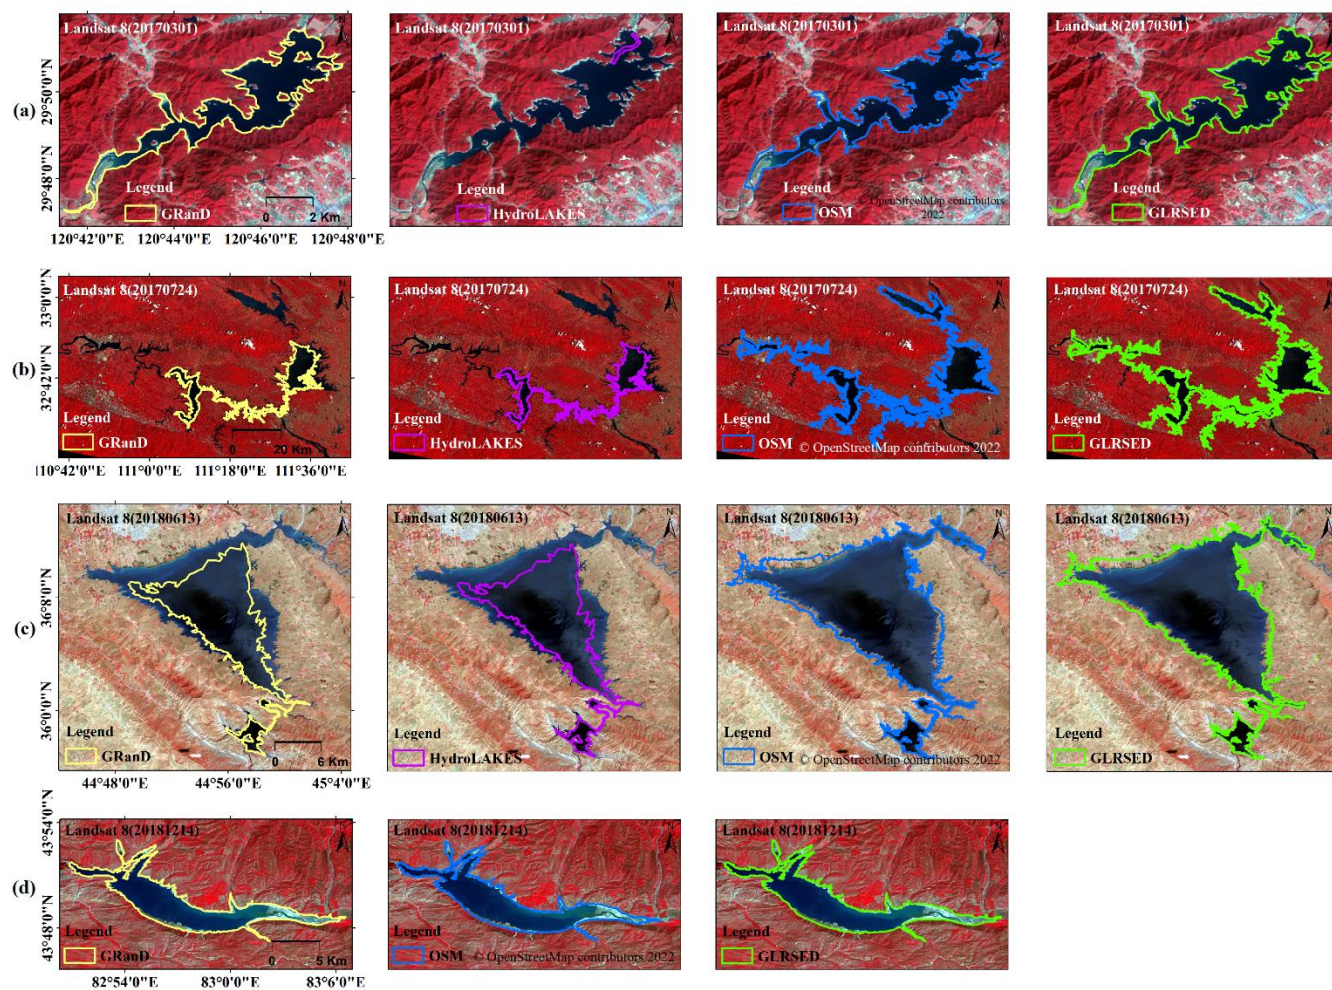 Landsat 8(20170301)
N
29°50'0"N
29°48'0"N
(a)
Legend
GRanD
0 2 Km
120°42'0"E 120°44'0"E 120°46'0"E 120°48'0"E
Landsat 8(20170301)
N
Legend
HydroLAKES
Landsat 8(20170301)
N
Legend
OSM
© OpenStreetMap contributors
2022
Landsat 8(20170301)
N
Legend
GLRSED
Landsat 8(20170724)
N
33°0'0"N
32°42'0"N
(b)
Legend
GRanD
0 20 Km
110°42'0"E 111°0'0"E 111°18'0"E 111°36'0"E
Landsat 8(20170724)
N
Legend
HydroLAKES
Landsat 8(20170724)
N
Legend
OSM © OpenStreetMap contributors 2022
Landsat 8(20170724)
N
Legend
GLRSED
Landsat 8(20180613)
N
36°8'0"N
36°0'0"N
(c)
Legend
GRanD
0 6 Km
44°48'0"E 44°56'0"E 45°4'0"E
Landsat 8(20180613)
N
Legend
HydroLAKES
Landsat 8(20180613)
N
Legend
OSM © OpenStreetMap contributors 2022
Landsat 8(20180613)
N
Legend
GLRSED
Landsat 8(20181214)
N
43°54'0"N
43°48'0"N
(d)
Legend
GRanD
0 5 Km
82°54'0"E 83°0'0"E 83°6'0"E
Landsat 8(20181214)
N
Legend
OSM © OpenStreetMap contributors 2022
Landsat 8(20181214)
N
Legend
GLRSED